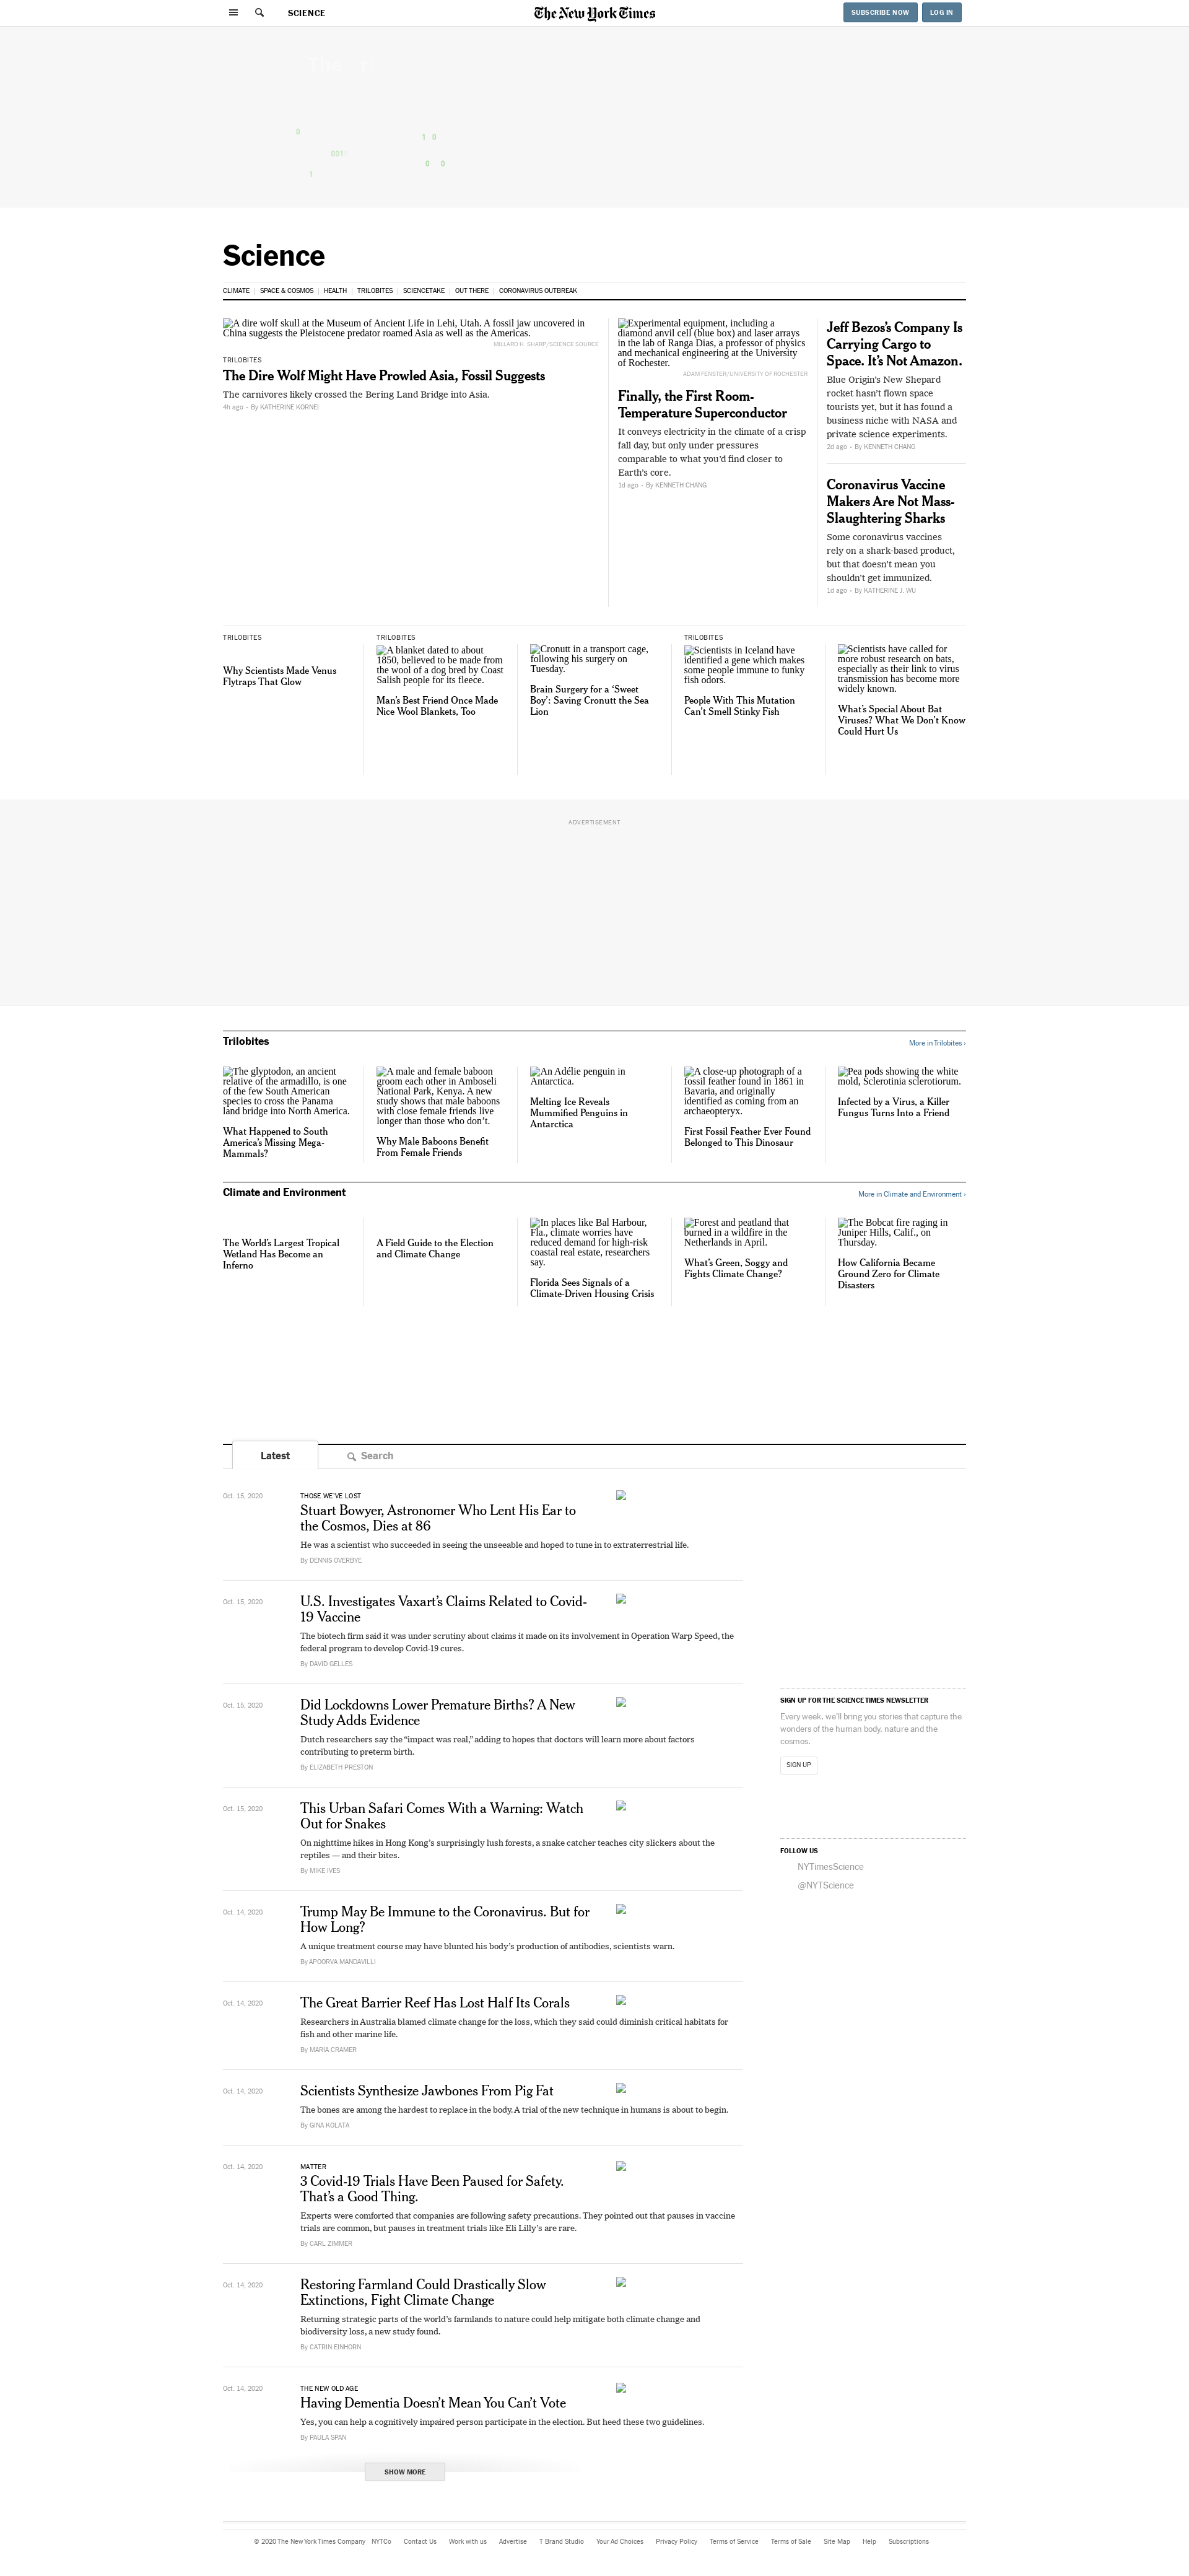 SCIENCE
The New York Times
SUBSCRIBE NOW
LOG IN
0
1 0
001
0 0
1
Science
CLIMATE | SPACE & COSMOS | HEALTH | TRILOBITES | SCIENCETAKE | OUT THERE | CORONAVIRUS OUTBREAK
A dire wolf skull at the Museum of Ancient Life in Lehi, Utah. A fossil jaw uncovered in
China suggests the Pleistocene predator roamed Asia as well as the Americas.
MILLARD H. SHARP/SCIENCE SOURCE
TRILOBITES
The Dire Wolf Might Have Prowled Asia, Fossil Suggests
The carnivores likely crossed the Bering Land Bridge into Asia.
4h ago - By KATHERINE KORNEI
Experimental equipment, including a
diamond anvil cell (blue box) and laser arrays
in the lab of Ranga Dias, a professor of physics
and mechanical engineering at the University
of Rochester.
ADAM FENSTER/UNIVERSITY OF ROCHESTER
Finally, the First Room-
Temperature Superconductor
It conveys electricity in the climate of a crisp
fall day, but only under pressures
comparable to what you'd find closer to
Earth's core.
1d ago - By KENNETH CHANG
Jeff Bezos's Company Is
Carrying Cargo to
Space. It's Not Amazon.
Blue Origin's New Shepard
rocket hasn't flown space
tourists yet, but it has found a
business niche with NASA and
private science experiments.
2d ago - By KENNETH CHANG
Coronavirus Vaccine
Makers Are Not Mass-
Slaughtering Sharks
Some coronavirus vaccines
rely on a shark-based product,
but that doesn't mean you
shouldn't get immunized.
1d ago - By KATHERINE J. WU
TRILOBITES
Why Scientists Made Venus
Flytraps That Glow
TRILOBITES
A blanket dated to about
1850, believed to be made from
the wool of a dog bred by Coast
Salish people for its fleece.
Man's Best Friend Once Made
Nice Wool Blankets, Too
Cronutt in a transport cage,
following his surgery on
Tuesday.
Brain Surgery for a 'Sweet
Boy': Saving Cronutt the Sea
Lion
TRILOBITES
Scientists in Iceland have
identified a gene which makes
some people immune to funky
fish odors.
People With This Mutation
Can't Smell Stinky Fish
Scientists have called for
more robust research on bats,
especially as their link to virus
transmission has become more
widely known.
What's Special About Bat
Viruses? What We Don't Know
Could Hurt Us
ADVERTISEMENT
Trilobites
More in Trilobites ›
The glyptodon, an ancient
relative of the armadillo, is one
of the few South American
species to cross the Panama
land bridge into North America.
What Happened to South
America's Missing Mega-
Mammals?
A male and female baboon
groom each other in Amboseli
National Park, Kenya. A new
study shows that male baboons
with close female friends live
longer than those who don't.
Why Male Baboons Benefit
From Female Friends
An Adélie penguin in
Antarctica.
Melting Ice Reveals
Mummified Penguins in
Antarctica
A close-up photograph of a
fossil feather found in 1861 in
Bavaria, and originally
identified as coming from an
archaeopteryx.
First Fossil Feather Ever Found
Belonged to This Dinosaur
Pea pods showing the white
mold, Sclerotinia sclerotiorum.
Infected by a Virus, a Killer
Fungus Turns Into a Friend
Climate and Environment
More in Climate and Environment ›
The World's Largest Tropical
Wetland Has Become an
Inferno
A Field Guide to the Election
and Climate Change
In places like Bal Harbour,
Fla., climate worries have
reduced demand for high-risk
coastal real estate, researchers
say.
Florida Sees Signals of a
Climate-Driven Housing Crisis
Forest and peatland that
burned in a wildfire in the
Netherlands in April.
What's Green, Soggy and
Fights Climate Change?
The Bobcat fire raging in
Juniper Hills, Calif., on
Thursday.
How California Became
Ground Zero for Climate
Disasters
Latest
Search
Oct. 15, 2020
THOSE WE'VE LOST
Stuart Bowyer, Astronomer Who Lent His Ear to
the Cosmos, Dies at 86
He was a scientist who succeeded in seeing the unseeable and hoped to tune in to extraterrestrial life.
By DENNIS OVERBYE
Oct. 15, 2020
U.S. Investigates Vaxart's Claims Related to Covid-
19 Vaccine
The biotech firm said it was under scrutiny about claims it made on its involvement in Operation Warp Speed, the
federal program to develop Covid-19 cures.
By DAVID GELLES
Oct. 15, 2020
Did Lockdowns Lower Premature Births? A New
Study Adds Evidence
Dutch researchers say the "impact was real," adding to hopes that doctors will learn more about factors
contributing to preterm birth.
By ELIZABETH PRESTON
Oct. 15, 2020
This Urban Safari Comes With a Warning: Watch
Out for Snakes
On nighttime hikes in Hong Kong's surprisingly lush forests, a snake catcher teaches city slickers about the
reptiles — and their bites.
By MIKE IVES
Oct. 14, 2020
Trump May Be Immune to the Coronavirus. But for
How Long?
A unique treatment course may have blunted his body's production of antibodies, scientists warn.
By APOORVA MANDAVILLI
Oct. 14, 2020
The Great Barrier Reef Has Lost Half Its Corals
Researchers in Australia blamed climate change for the loss, which they said could diminish critical habitats for
fish and other marine life.
By MARIA CRAMER
Oct. 14, 2020
Scientists Synthesize Jawbones From Pig Fat
The bones are among the hardest to replace in the body. A trial of the new technique in humans is about to begin.
By GINA KOLATA
Oct. 14, 2020
MATTER
3 Covid-19 Trials Have Been Paused for Safety.
That's a Good Thing.
Experts were comforted that companies are following safety precautions. They pointed out that pauses in vaccine
trials are common, but pauses in treatment trials like Eli Lilly's are rare.
By CARL ZIMMER
Oct. 14, 2020
Restoring Farmland Could Drastically Slow
Extinctions, Fight Climate Change
Returning strategic parts of the world's farmlands to nature could help mitigate both climate change and
biodiversity loss, a new study found.
By CATRIN EINHORN
Oct. 14, 2020
THE NEW OLD AGE
Having Dementia Doesn't Mean You Can't Vote
Yes, you can help a cognitively impaired person participate in the election. But heed these two guidelines.
By PAULA SPAN
SHOW MORE
SIGN UP FOR THE SCIENCE TIMES NEWSLETTER
Every week, we'll bring you stories that capture the
wonders of the human body, nature and the
cosmos.
SIGN UP
FOLLOW US
NYTimesScience
@NYTScience
© 2020 The New York Times Company NYTCo Contact Us Work with us Advertise T Brand Studio Your Ad Choices Privacy Policy Terms of Service Terms of Sale Site Map Help Subscriptions